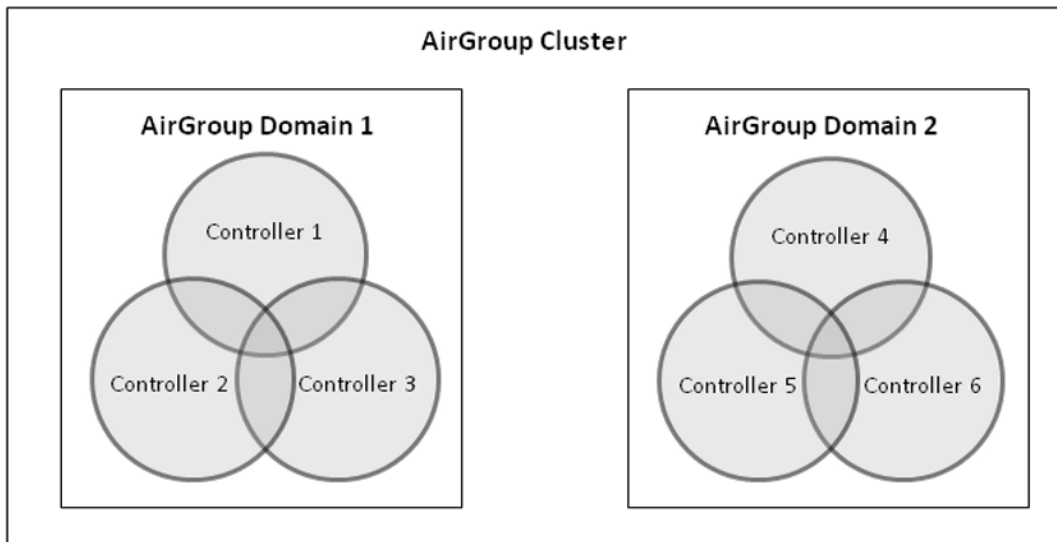 AirGroup Cluster
AirGroup Domain 1
Controller 1
Controller 2
Controller 3
AirGroup Domain 2
Controller 4
Controller 5
Controller 6